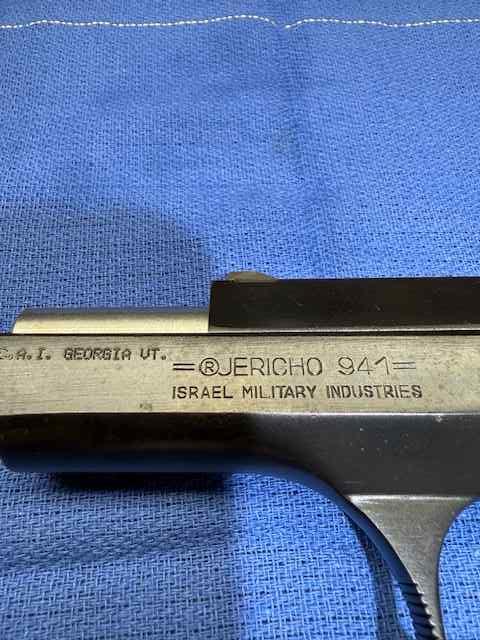 C.A.I. GEORGIA VT.
=®JERICHO 941=
ISRAEL MILITARY INDUSTRIES